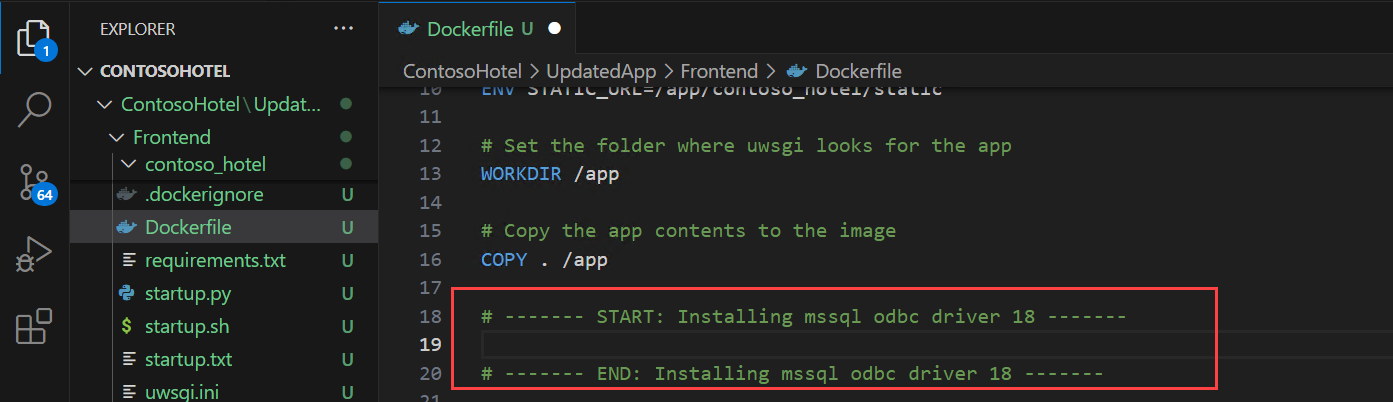 EXPLORER
···
CONTOSOHOTEL
ContosoHotel\Updat...
Frontend
contoso_hotel
.dockerignore U
Dockerfile U
requirements.txt U
startup.py U
$ startup.sh U
startup.txt U
uwsgi.ini U
1
64
Dockerfile U
ContosoHotel > UpdatedApp > Frontend > Dockerfile
10 ENV STATIC_URL=/app/contoso_hotel/static
11
12 # Set the folder where uwsgi looks for the app
13 WORKDIR /app
14
15 # Copy the app contents to the image
16 COPY . /app
17
18 # ------- START: Installing mssql odbc driver 18 -------
19
20 # ------- END: Installing mssql odbc driver 18 -------
21